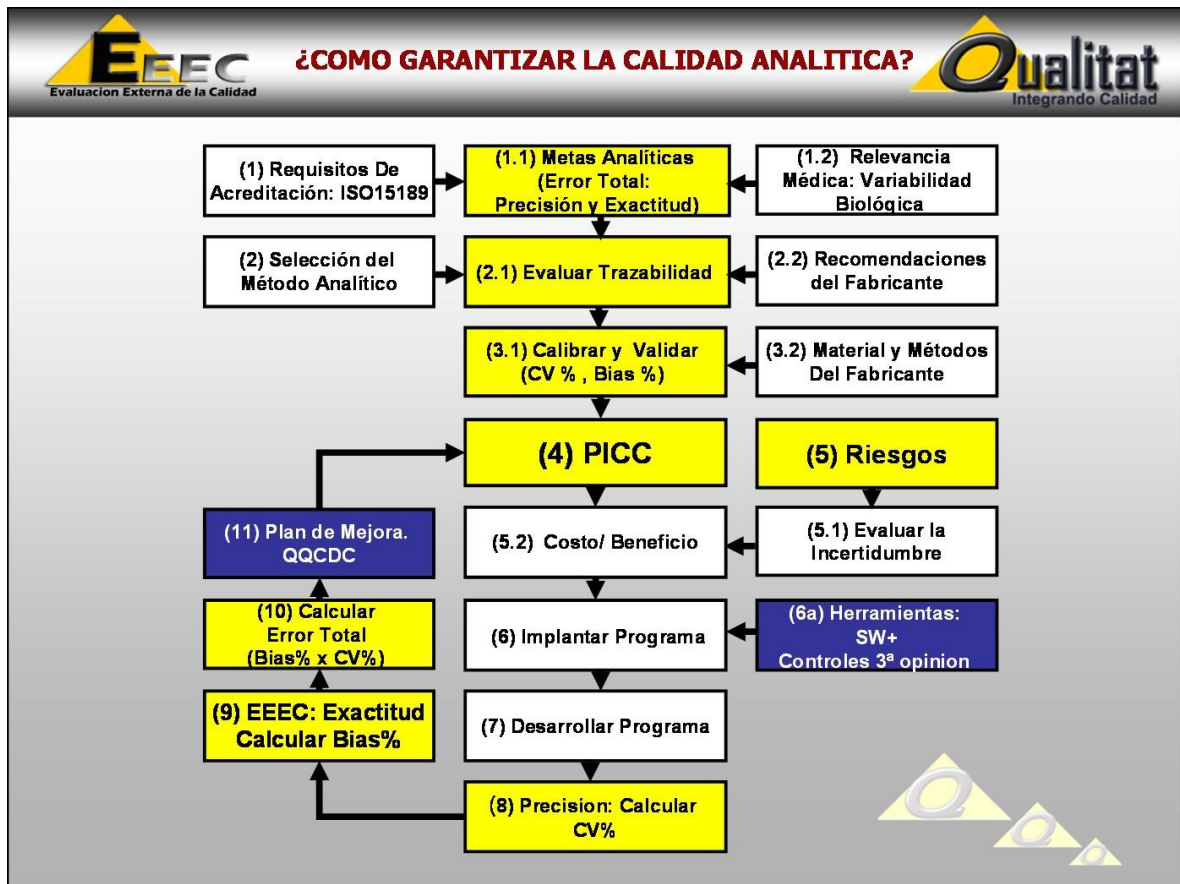 EEEC
Evaluacion Externa de la Calidad
¿COMO GARANTIZAR LA CALIDAD ANALITICA?
Qualitat
Integrando Calidad
(1) Requisitos De
Acreditación: ISO15189
(1.1) Metas Analíticas
(Error Total:
Precisión y Exactitud)
(1.2) Relevancia
Médica: Variabilidad
Biológica
(2) Selección del
Método Analítico
(2.1) Evaluar Trazabilidad
(2.2) Recomendaciones
del Fabricante
(3.1) Calibrar y Validar
(CV % , Bias %)
(3.2) Material y Métodos
Del Fabricante
(4) PICC
(5) Riesgos
(11) Plan de Mejora.
QQCDC
(5.2) Costo/ Beneficio
(5.1) Evaluar la
Incertidumbre
(10) Calcular
Error Total
(Bias% x CV%)
(6) Implantar Programa
(6a) Herramientas:
SW+
Controles 3ª opinion
(9) EEEC: Exactitud
Calcular Bias%
(7) Desarrollar Programa
(8) Precision: Calcular
CV%
Q
Q
Q